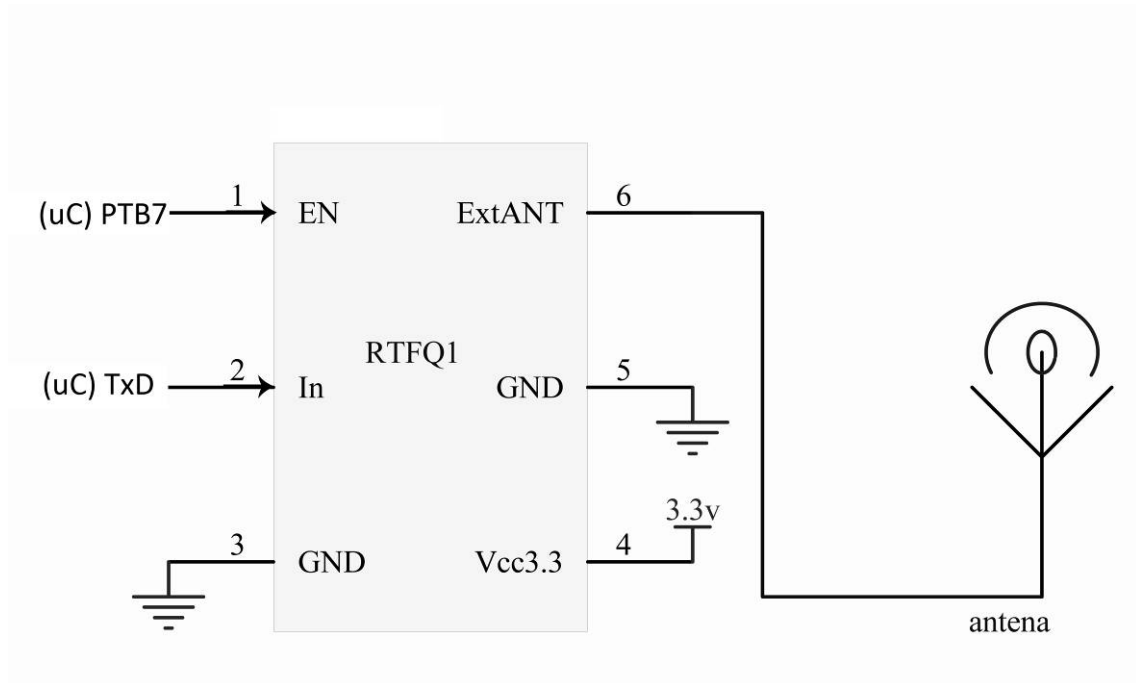 1
6
(uC) PTB7
EN
ExtANT
RTFQ1
2
5
(uC) TxD
In
GND
3.3v
3
4
GND
Vcc3.3
antena